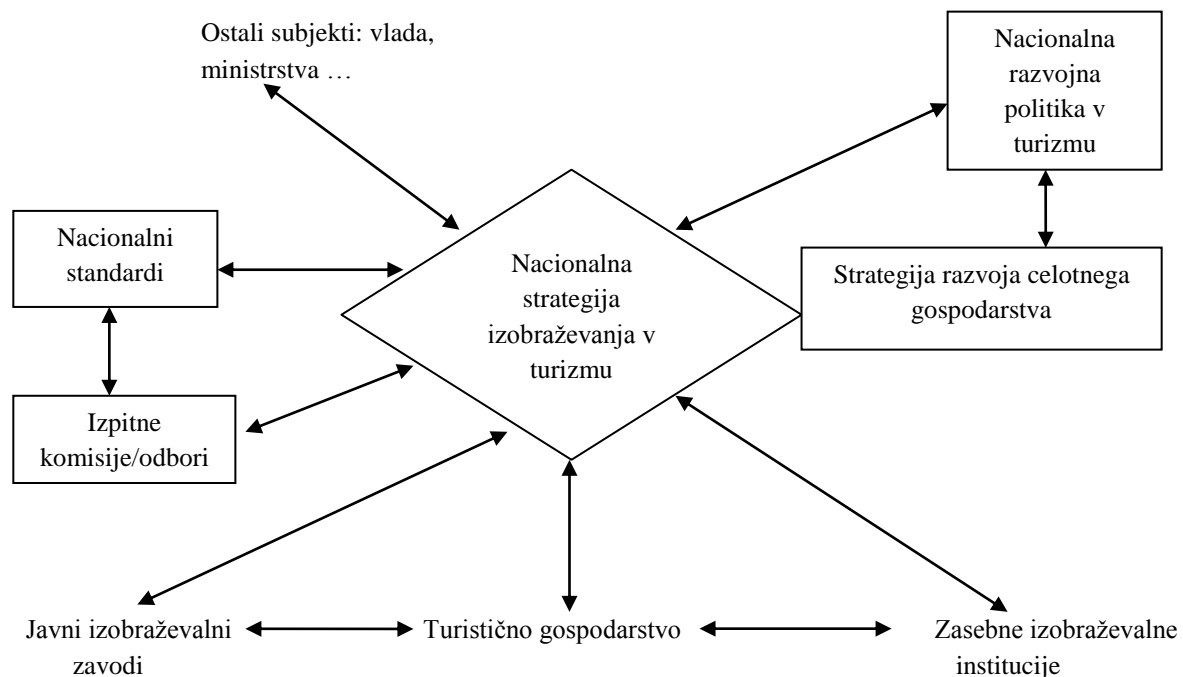 Ostali subjekti: vlada,
ministrstva …
Nacionalna
razvojna
politika v
turizmu
Nacionalni
standardi
Nacionalna
strategija
izobraževanja v
turizmu
Strategija razvoja celotnega
gospodarstva
Izpitne
komisije/odbori
Javni izobraževalni
zavodi
Turistično gospodarstvo
Zasebne izobraževalne
institucije